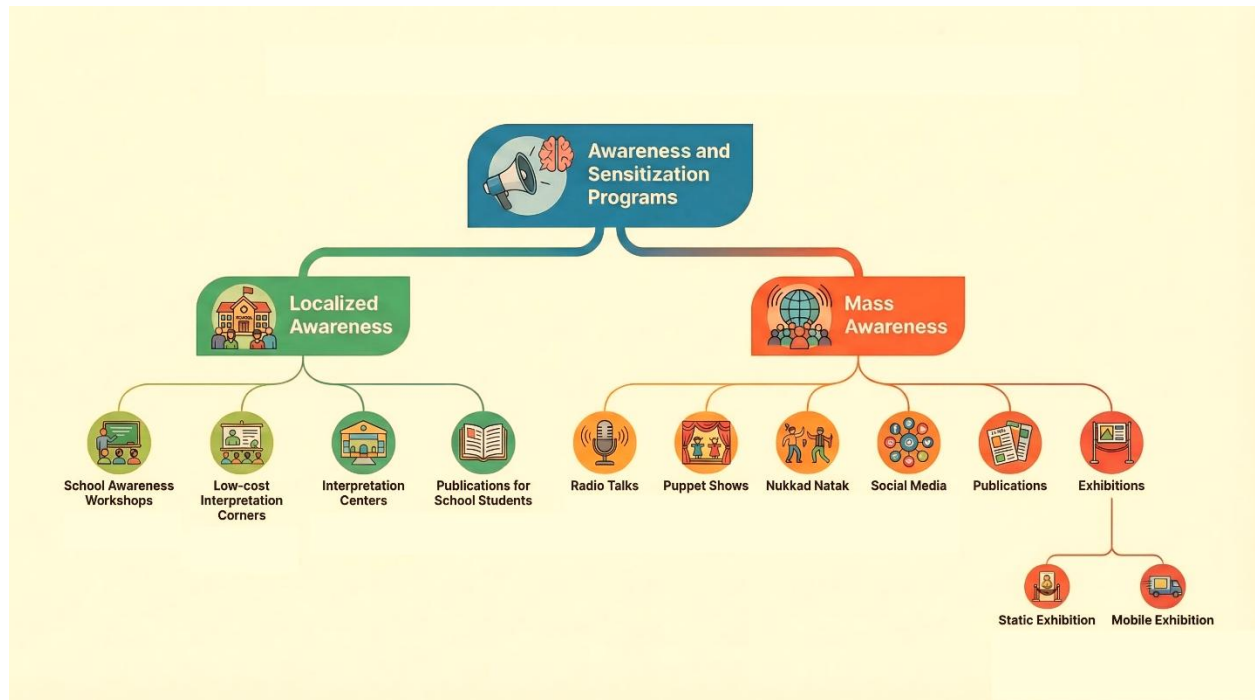 Awareness and
Sensitization
Programs
Localized
Awareness
Mass
Awareness
School Awareness
Workshops
Low-cost
Interpretation
Corners
Interpretation
Centers
Publications for
School Students
Radio Talks
Puppet Shows
Nukkad Natak
Social Media
Publications
Exhibitions
Static Exhibition
Mobile Exhibition